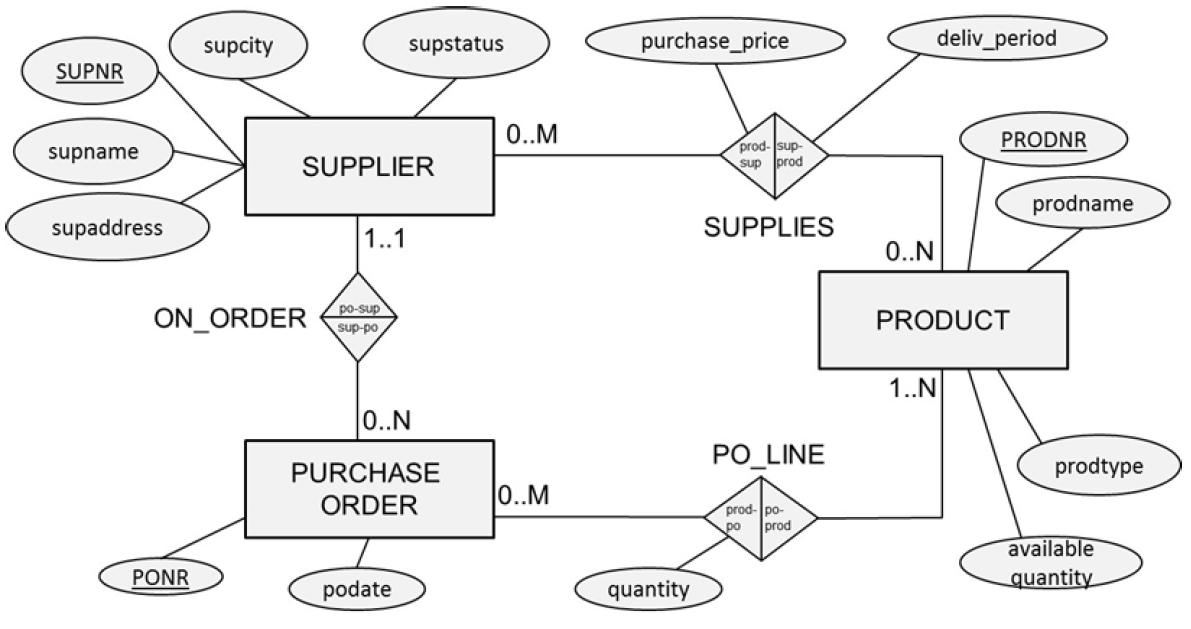 supcity
supstatus
purchase_price
deliv_period
SUPNR
supname
supaddress
SUPPLIER
0..M
prod-
sup
sup-
prod
SUPPLIES
PRODNR
prodname
1..1
0..N
ON_ORDER
po-sup
sup-po
PRODUCT
1..N
0..N
PURCHASE
ORDER
0..M
PO_LINE
prod-
po
po-
prod
prodtype
PONR
podate
quantity
available
quantity